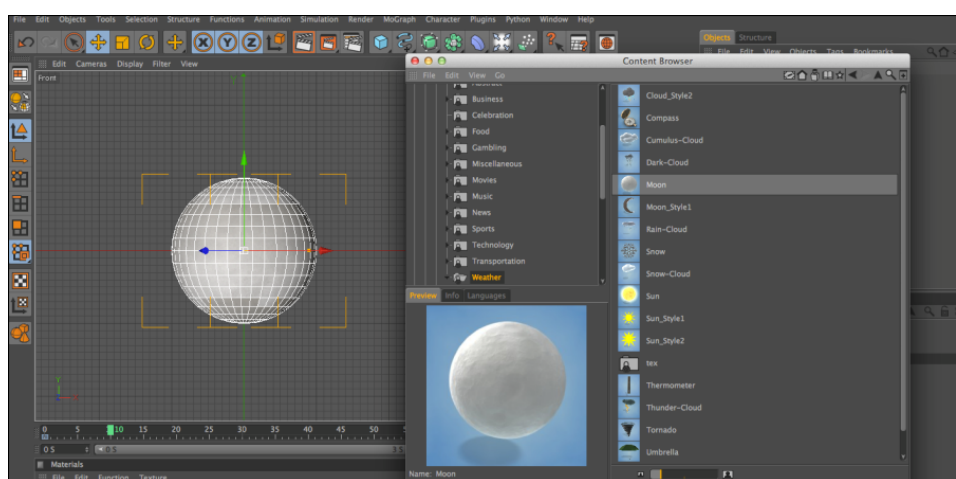 File Edit Objects Tools Selection Structure Functions Animation Simulation Render MoGraph Character Plugins Python Window Help
Objects Structure
File Edit View Objects Tags Bookmarks
Edit Cameras Display Filter View
Front
Content Browser
File Edit View Go
Business
Celebration
Food
Gambling
Miscellaneous
Movies
Music
News
Sports
Technology
Transportation
Weather
Cloud_Style2
Compass
Cumulus-Cloud
Dark-Cloud
Moon
Moon_Style1
Rain-Cloud
Snow
Snow-Cloud
Sun
Sun_Style1
Sun_Style2
tex
Thermometer
Thunder-Cloud
Tornado
Umbrella
Preview Info Languages
Name: Moon
X Y Z
Y
0 5 10 15 20 25 30 35 40 45 50
Materials
File Edit Function Texture